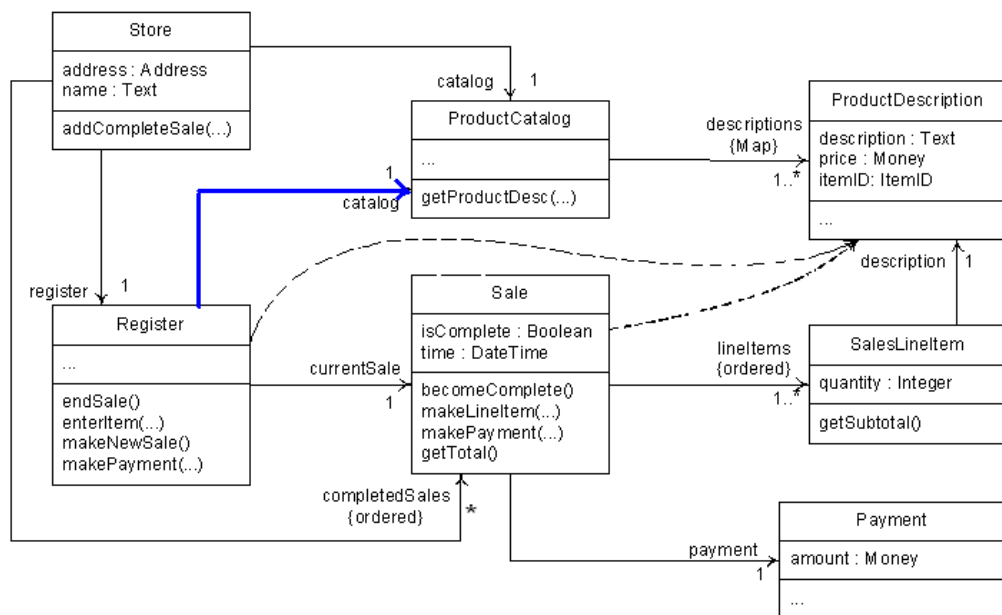 Store
address : Address
name : Text
addCompleteSale(...)
catalog
1
ProductCatalog
...
getProductDesc(...)
descriptions
{Map}
1..*
ProductDescription
description : Text
price : Money
itemID: ItemID
...
1
catalog
register
1
Register
...
endSale()
enterItem(...)
makeNewSale()
makePayment(...)
currentSale
1
Sale
isComplete : Boolean
time : DateTime
becomeComplete()
makeLineItem(...)
makePayment(...)
getTotal()
description
1
lineItems
{ordered}
1..*
SalesLineItem
quantity : Integer
getSubtotal()
completedSales
{ordered}
*
payment
1
Payment
amount : Money
...